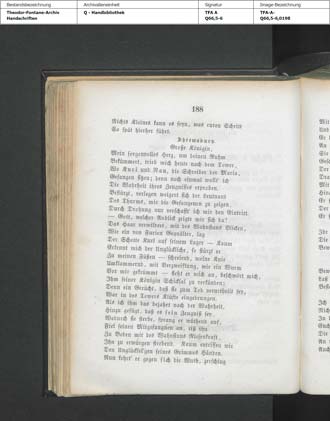 Bestandsbezeichnung
Theodor-Fontane-Archiv
Handschriften
Archivalieneinheit
Q - Handbibliothek
Signatur
TFA A
Q66,5-6
Image-Bezeichnung
TFA-A-
Q66,5-6,0198
188
Nichts Kleines kann es seyn, was euren Schritt
So spät hierher führt.
Shrewsbury.
Große Königin,
Mein sorgenvolles Herz, um deinen Ruhm
Bekümmert, trieb mich heute nach dem Tower,
Wo Kurl und Nau, die Schreiber der Maria,
Gefangen sitzen; denn noch einmal wollt' ich
Die Wahrheit ihres Zeugnisses erproben.
Bestürzt, verlegen weigert sich der Leutnant
Des Thurms, mir die Gefangenen zu zeigen.
Durch Drohung nur verschafft' ich mir den Eintritt.
— Gott, welcher Anblick zeigte mir sich da!
Das Haar verwildert, mit des Wahnsinns Blicken,
Wie ein von Furien Gequälter, lag
Der Schotte Kurl auf seinem Lager — Kaum
Erkennt mich der Unglückliche, so stürzt er
Zu meinen Füßen — schreiend, meine Knie
Umklammernd, mit Verzweiflung, wie ein Wurm
Vor mir gekrümmt — fleht er mich an, beschwört mich,
Ihm seiner Königin Schicksal zu verkünden;
Denn ein Gerücht, daß sie zum Tod verurtheilt sey,
War in des Towers Klüfte eingedrungen.
Als ich ihm das bejahet nach der Wahrheit,
Hinzu gefügt, daß es sein Zeugniß sey,
Wodurch sie sterbe, sprang er wüthend auf,
Fiel seinen Mitgefangnen an, riß ihn
Zu Boden mit des Wahnsinns Riesenkraft,
Ihn zu erwürgen strebend. Kaum entrissen wir
Den Unglückselgen seines Grimmes Händen.
Nun kehrt' er gegen sich die Wuth, zerschlug